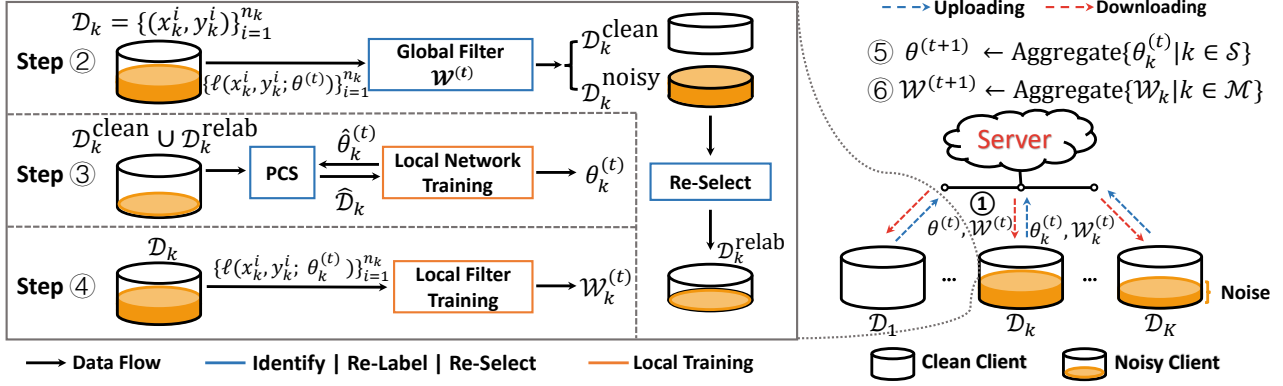 𝒟_k = {(x_k^i, y_k^i)}_{i=1}^{n_k}
Step ②
{ℓ(x_k^i, y_k^i; θ^(t))}_{i=1}^{n_k}
Global Filter
𝒲^(t)
𝒟_k^clean
𝒟_k^noisy
𝒟_k^clean ∪ 𝒟_k^relab
Step ③
PCS
θ̂_k^(t)
𝒟̂_k
Local Network
Training
θ_k^(t)
Re-Select
𝒟_k^relab
𝒟_k
Step ④
{ℓ(x_k^i, y_k^i; θ_k^(t))}_{i=1}^{n_k}
Local Filter
Training
𝒲_k^(t)
Data Flow
Identify | Re-Label | Re-Select
Local Training
Uploading
Downloading
⑤ θ^(t+1) ← Aggregate{θ_k^(t)|k ∈ 𝒮}
⑥ 𝒲^(t+1) ← Aggregate{𝒲_k|k ∈ ℳ}
Server
①
θ^(t), 𝒲^(t)
θ_k^(t), 𝒲_k^(t)
... ...
Noise
𝒟_1
𝒟_k
𝒟_K
Clean Client
Noisy Client